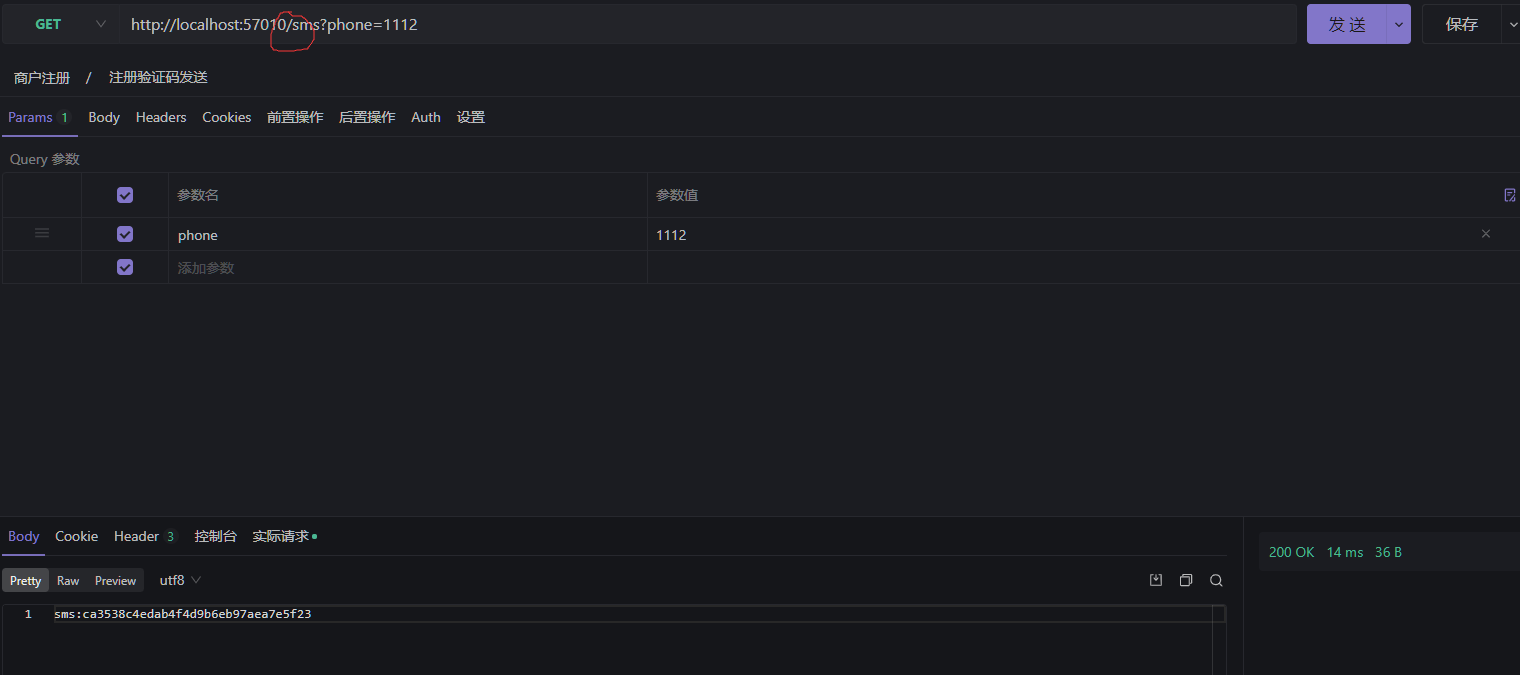 GET http://localhost:57010/sms?phone=1112 发 送 保存
商户注册 / 注册验证码发送
Params 1 Body Headers Cookies 前置操作 后置操作 Auth 设置
Query 参数
参数名 参数值
phone 1112
添加参数
Body Cookie Header 3 控制台 实际请求
200 OK 14 ms 36 B
Pretty Raw Preview utf8
1 sms:ca3538c4edab4f4d9b6eb97aea7e5f23